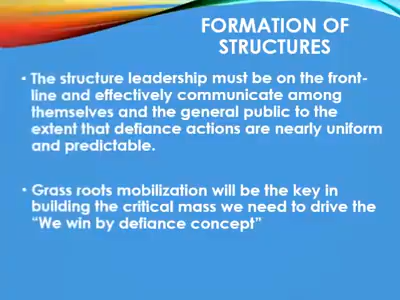 FORMATION OF
STRUCTURES
• The structure leadership must be on the front-
line and effectively communicate among
themselves and the general public to the
extent that defiance actions are nearly uniform
and predictable.
• Grass roots mobilization will be the key in
building the critical mass we need to drive the
“We win by defiance concept”